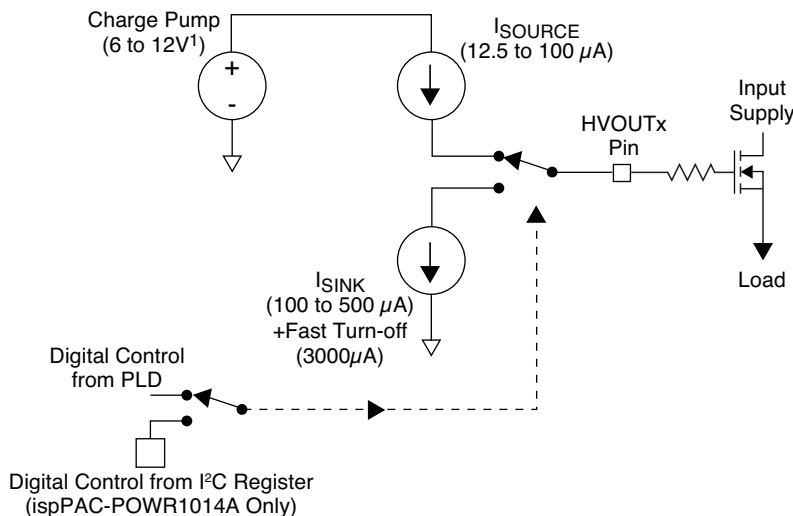 Charge Pump
(6 to 12V¹)
+
-
ISOURCE
(12.5 to 100 µA)
Input
Supply
HVOUTx
Pin
Load
ISINK
(100 to 500 µA)
+Fast Turn-off
(3000µA)
Digital Control
from PLD
Digital Control from I²C Register
(ispPAC-POWR1014A Only)